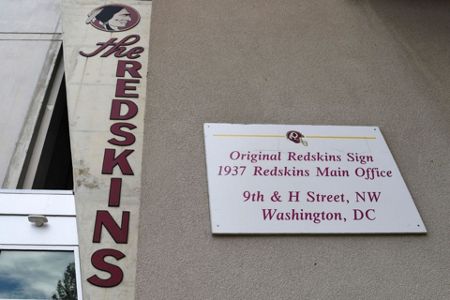 the
REDSKINS
Original Redskins Sign
1937 Redskins Main Office
9th & H Street, NW
Washington, DC